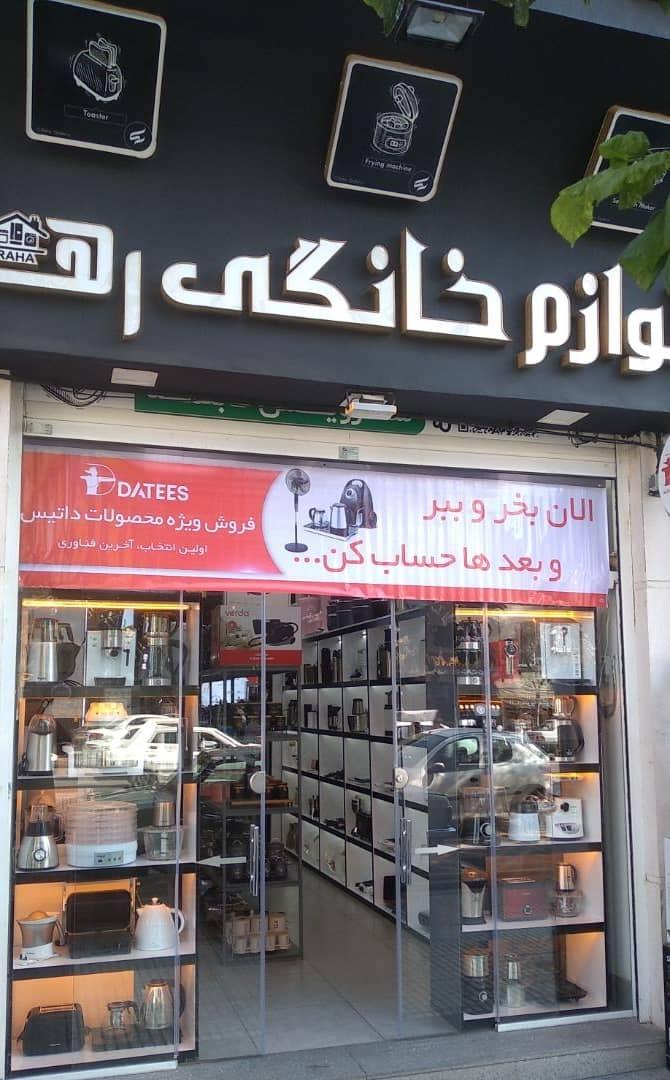 Toaster
Frying machine
RAHA
لوازم خانگی رها
DATEES
فروش ویژه محصولات داتیس
اولین انتخاب، آخرین فناوری
الان بخر و ببر
و بعد ها حساب کن...
verda